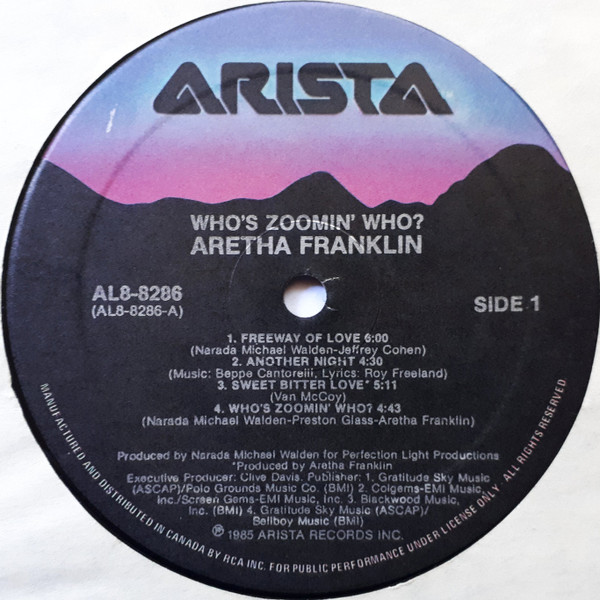 ARISTA
WHO'S ZOOMIN' WHO?
ARETHA FRANKLIN
AL8-8286
(AL8-8286-A)
SIDE 1
1. FREEWAY OF LOVE 6:00
(Narada Michael Walden-Jeffrey Cohen)
2. ANOTHER NIGHT 4:30
(Music: Beppe Cantorelli, Lyrics: Roy Freeland)
3. SWEET BITTER LOVE* 5:11
(Van McCoy)
4. WHO'S ZOOMIN' WHO? 4:43
(Narada Michael Walden-Preston Glass-Aretha Franklin)
Produced by Narada Michael Walden for Perfection Light Productions
*Produced by Aretha Franklin
Executive Producer: Clive Davis. Publisher: 1. Gratitude Sky Music
(ASCAP)/Polo Grounds Music Co. (BMI) 2. Colgems-EMI Music,
Inc./Screen Gems-EMI Music, Inc. 3. Blackwood Music,
Inc. (BMI) 4. Gratitude Sky Music (ASCAP)/
Bellboy Music (BMI)
℗ 1985 ARISTA RECORDS INC.
MANUFACTURED AND DISTRIBUTED IN CANADA BY RCA INC. FOR PUBLIC PERFORMANCE UNDER LICENSE ONLY. ALL RIGHTS RESERVED